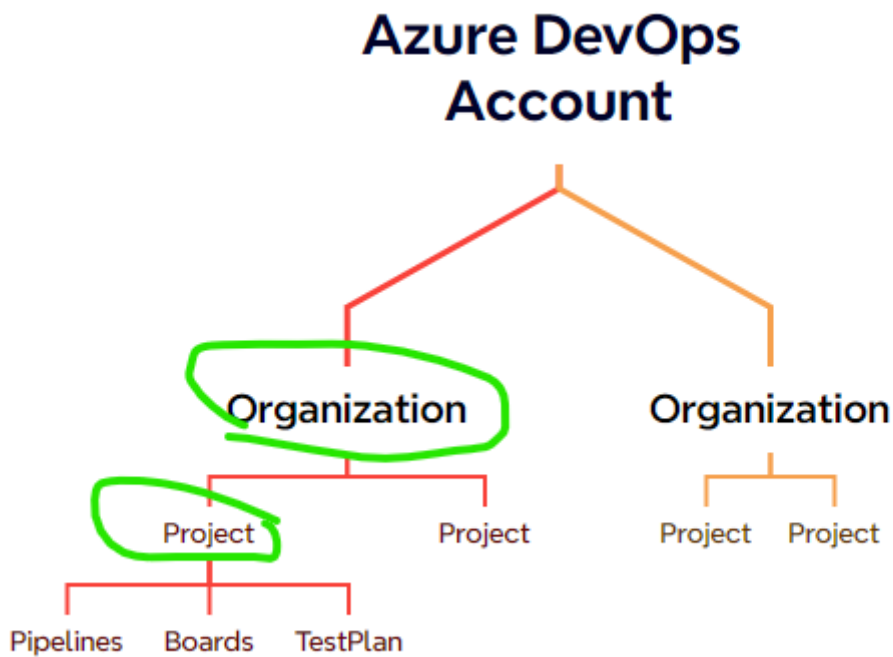 Azure DevOps
Account
Organization Organization
Project Project Project Project
Pipelines Boards TestPlan